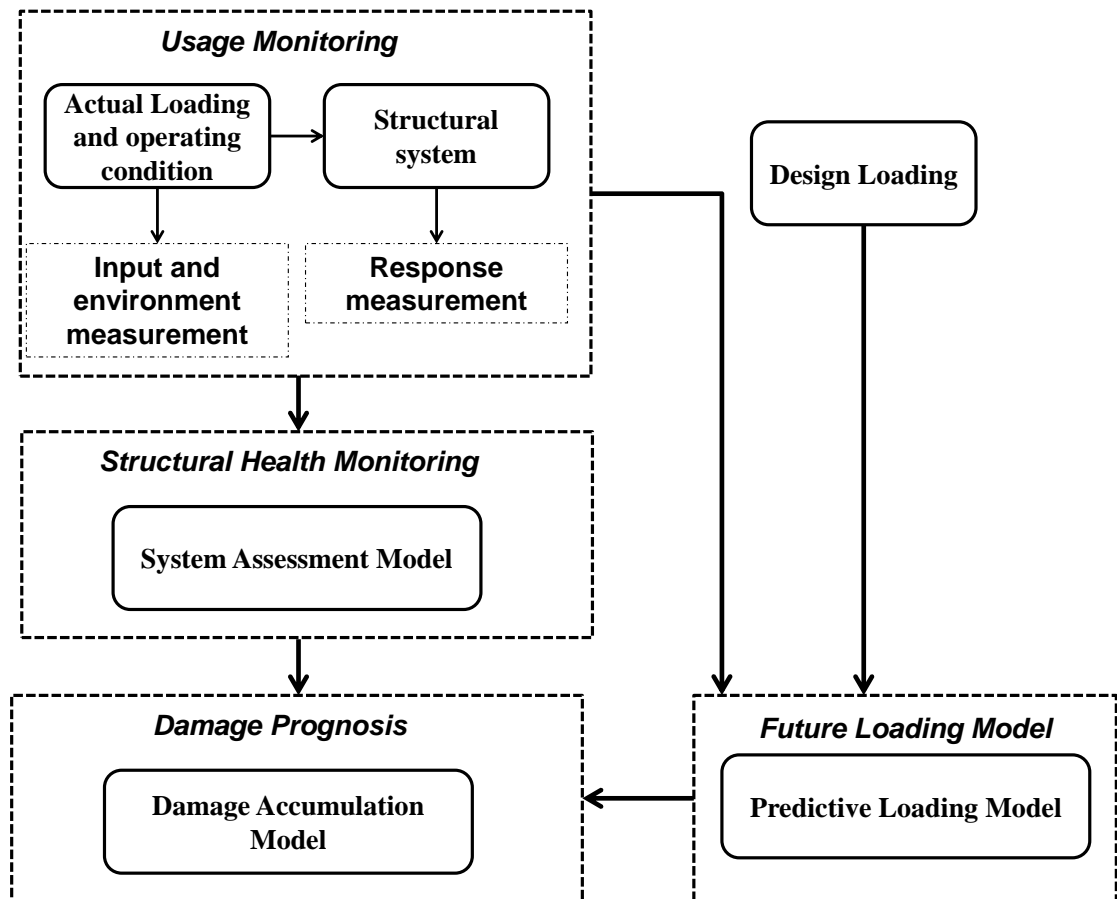 Usage Monitoring
Actual Loading
and operating
condition
Structural
system
Design Loading
Input and
environment
measurement
Response
measurement
Structural Health Monitoring
System Assessment Model
Damage Prognosis
Damage Accumulation
Model
Future Loading Model
Predictive Loading Model